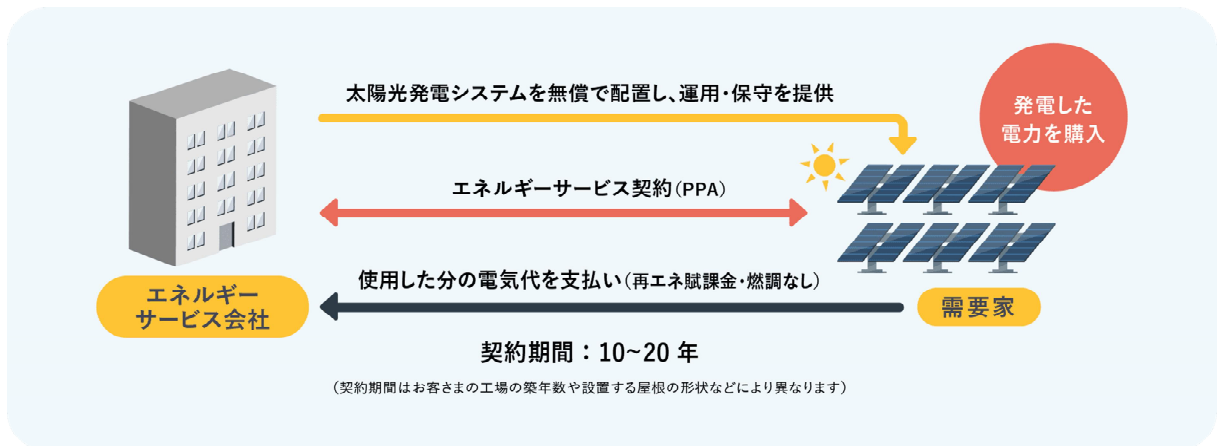 太陽光発電システムを無償で配置し、運用・保守を提供
発電した
電力を購入
エネルギーサービス契約(PPA)
使用した分の電気代を支払い(再エネ賦課金・燃調なし)
エネルギー
サービス会社
需要家
契約期間：10~20 年
(契約期間はお客さまの工場の築年数や設置する屋根の形状などにより異なります)